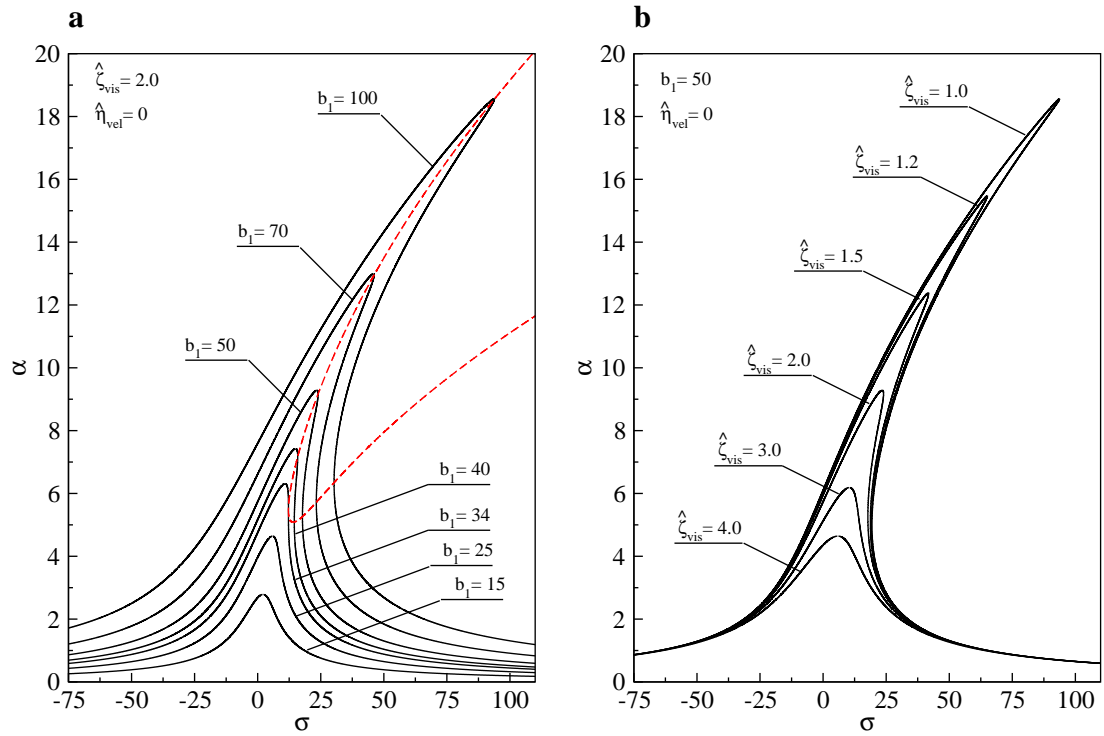 a
b
ζ̂vis= 2.0
η̂vel= 0
b1= 100
b1= 70
b1= 50
b1= 40
b1= 34
b1= 25
b1= 15
20
18
16
14
12
10
8
6
4
2
0
α
-75
-50
-25
0
25
50
75
100
σ
b1= 50
η̂vel= 0
ζ̂vis= 1.0
ζ̂vis= 1.2
ζ̂vis= 1.5
ζ̂vis= 2.0
ζ̂vis= 3.0
ζ̂vis= 4.0
20
18
16
14
12
10
8
6
4
2
0
α
-75
-50
-25
0
25
50
75
100
σ